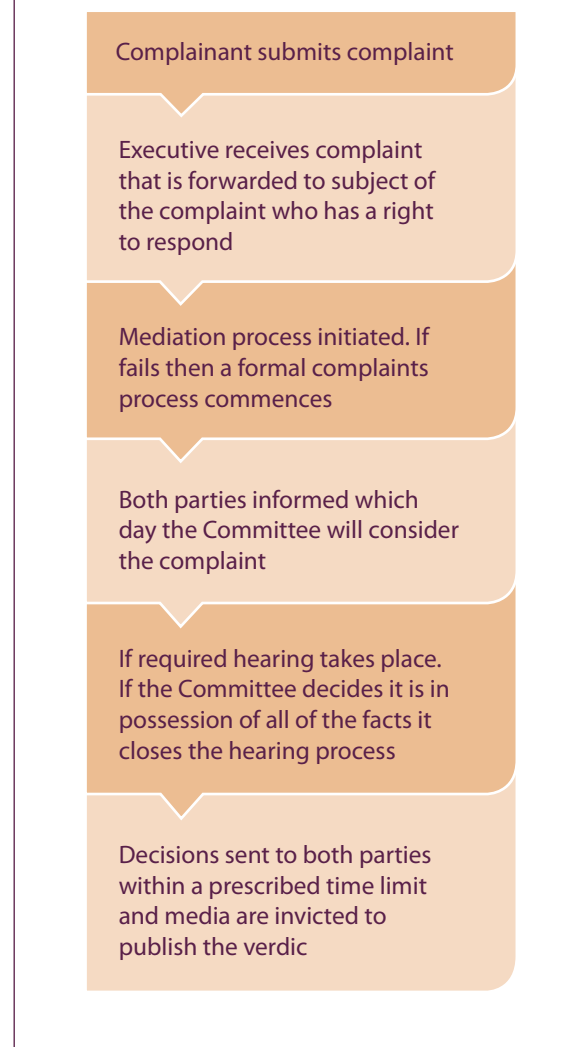 Complainant submits complaint
Executive receives complaint
that is forwarded to subject of
the complaint who has a right
to respond
Mediation process initiated. If
fails then a formal complaints
process commences
Both parties informed which
day the Committee will consider
the complaint
If required hearing takes place.
If the Committee decides it is in
possession of all of the facts it
closes the hearing process
Decisions sent to both parties
within a prescribed time limit
and media are invicted to
publish the verdic